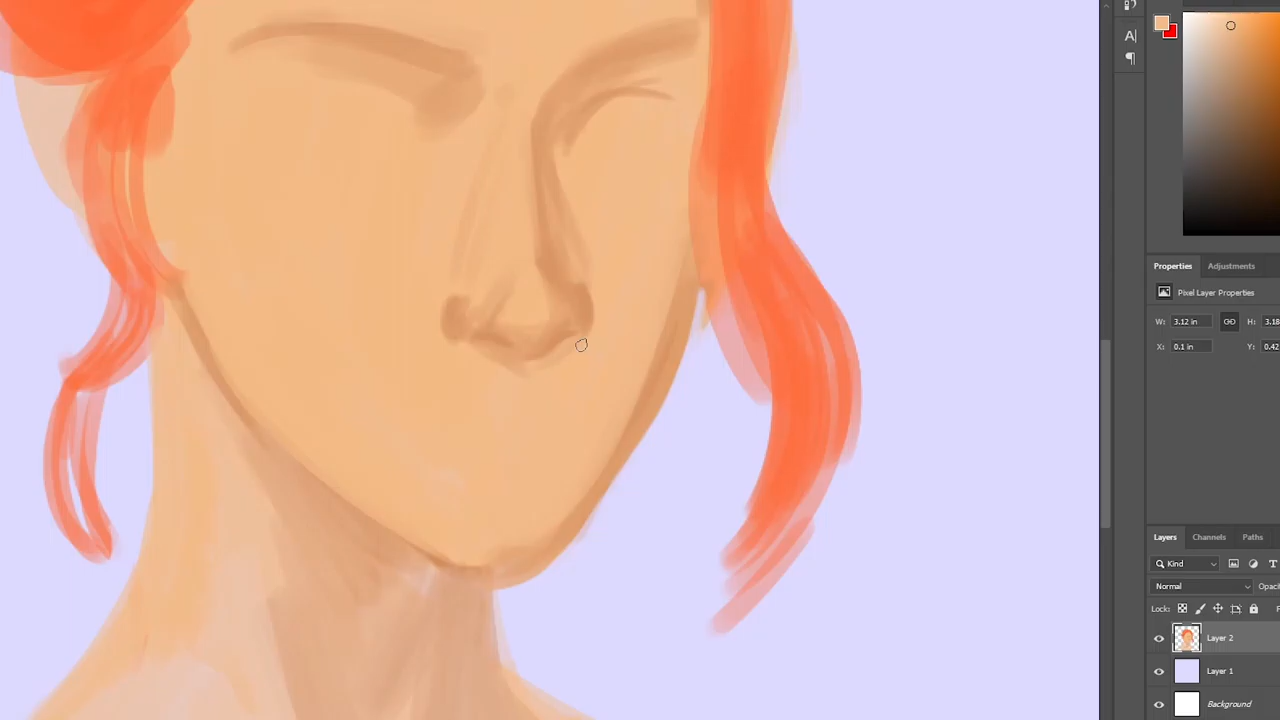 A
Properties Adjustments
Pixel Layer Properties
W: 3.12 in H: 3.18
X: 0.1 in Y: 0.42
Layers Channels Paths
Kind T
Normal Opaci
Lock: F
Layer 2
Layer 1
Background